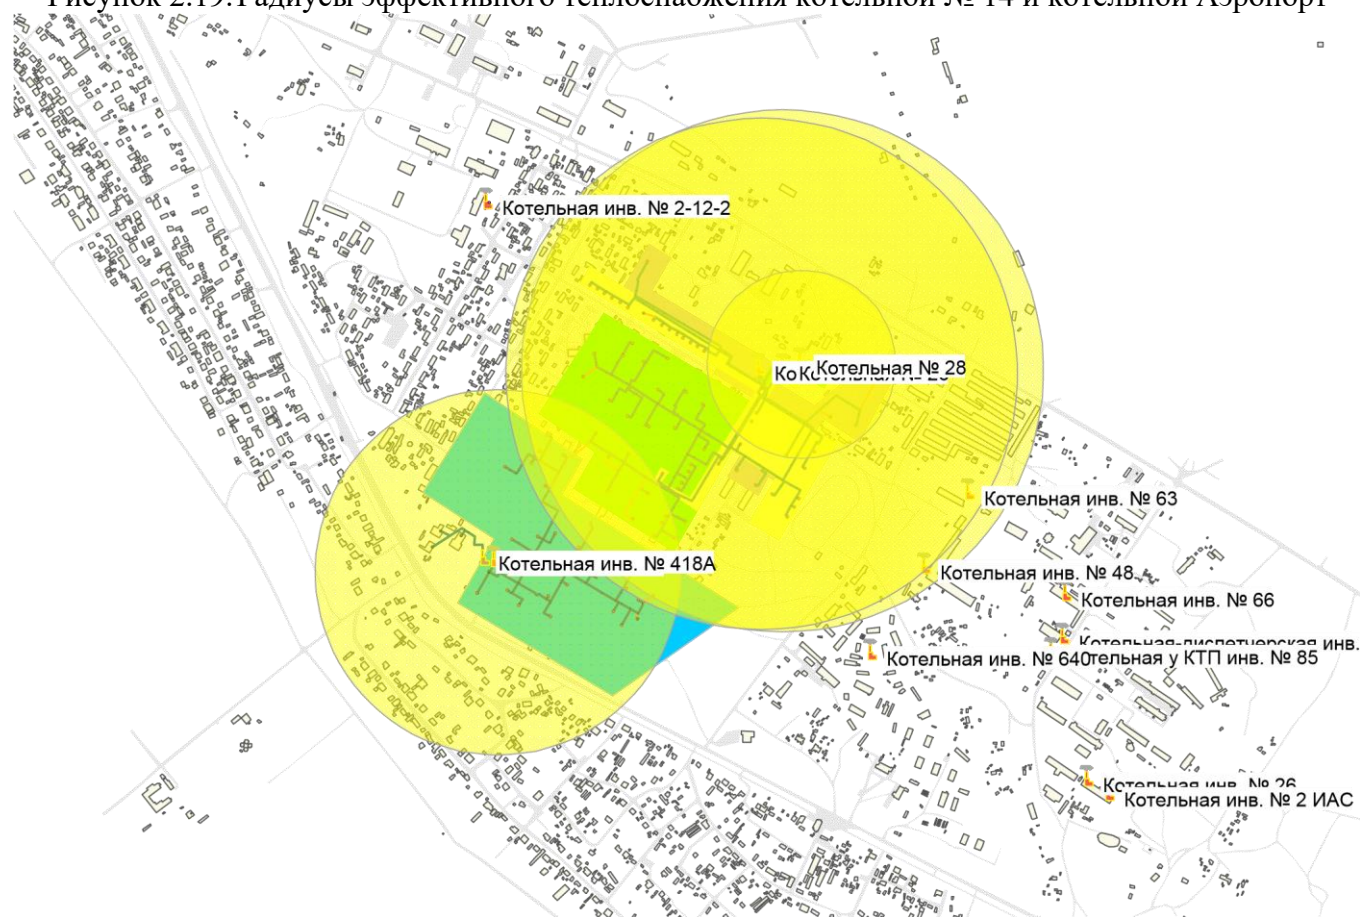 Рисунок 2.19.Радиусы эффективного теплоснабжения котельной № 14 и котельной Аэропорт
Котельная инв. № 2-12-2
Ко
Котельная № 28
Котельная инв. № 63
Котельная инв. № 418А
Котельная инв. № 48
Котельная инв. № 66
Котельная-диспетчерская инв.
Котельная инв. № 640
тельная у КТП инв. № 85
Котельная инв. № 26
Котельная инв. № 2 ИАС